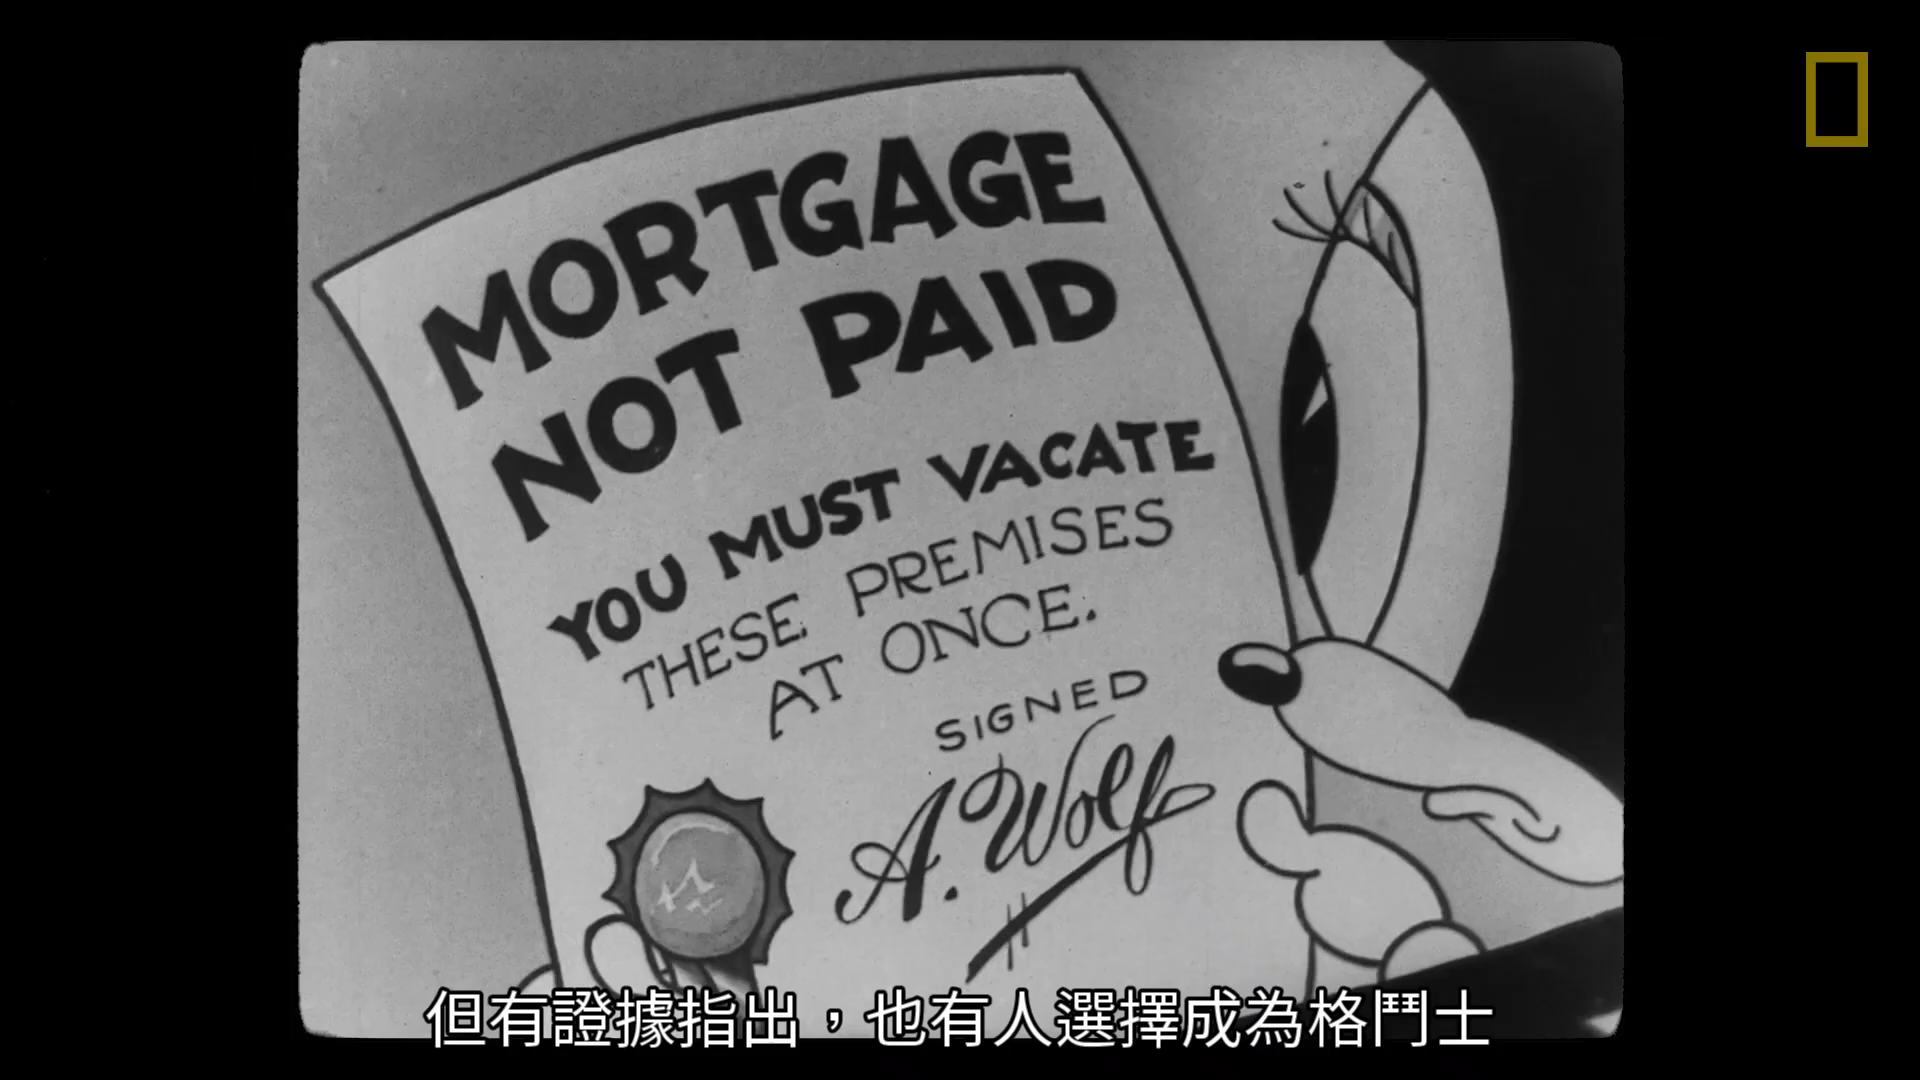 MORTGAGE
NOT PAID
YOU MUST VACATE
THESE PREMISES
AT ONCE.
SIGNED
A. Wolf
但有證據指出，也有人選擇成為格鬥士